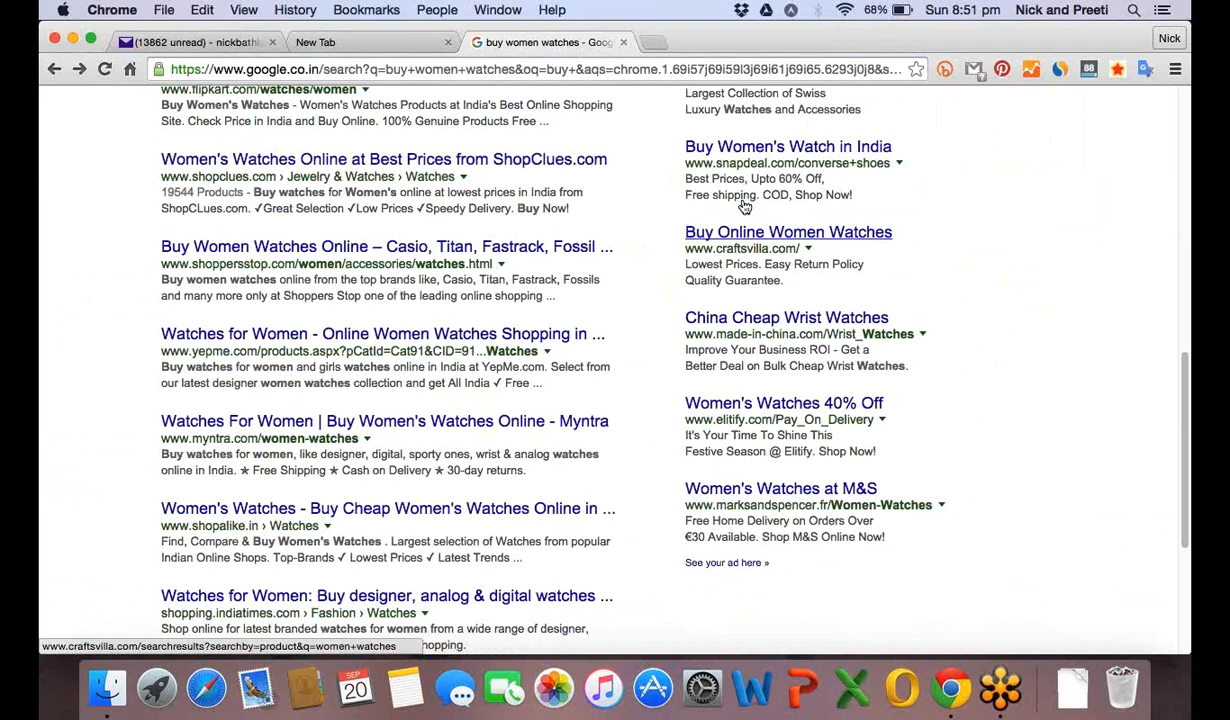 Chrome File Edit View History Bookmarks People Window Help 68% Sun 8:51 pm Nick and Preeti
(13862 unread) - nickbathl New Tab buy women watches - Goog Nick
https://www.google.co.in/search?q=buy+women+watches&oq=buy+&aqs=chrome.1.69i57j69i59l3j69i61j69i65.6293j0j8&s...
www.flipkart.com/watches/women
Buy Women's Watches - Women's Watches Products at India's Best Online Shopping
Site. Check Price in India and Buy Online. 100% Genuine Products Free ...
Women's Watches Online at Best Prices from ShopClues.com
www.shopclues.com › Jewelry & Watches › Watches
19544 Products - Buy watches for Women's online at lowest prices in India from
ShopCLues.com. ✓Great Selection ✓Low Prices ✓Speedy Delivery. Buy Now!
Buy Women Watches Online – Casio, Titan, Fastrack, Fossil ...
www.shoppersstop.com/women/accessories/watches.html
Buy women watches online from the top brands like, Casio, Titan, Fastrack, Fossils
and many more only at Shoppers Stop one of the leading online shopping ...
Watches for Women - Online Women Watches Shopping in ...
www.yepme.com/products.aspx?pCatId=Cat91&CID=91...Watches
Buy watches for women and girls watches online in India at YepMe.com. Select from
our latest designer women watches collection and get All India ✓ Free ...
Watches For Women | Buy Women's Watches Online - Myntra
www.myntra.com/women-watches
Buy watches for women, like designer, digital, sporty ones, wrist & analog watches
online in India. ★ Free Shipping ★ Cash on Delivery ★ 30-day returns.
Women's Watches - Buy Cheap Women's Watches Online in ...
www.shopalike.in › Watches
Find, Compare & Buy Women's Watches . Largest selection of Watches from popular
Indian Online Shops. Top-Brands ✓ Lowest Prices ✓ Latest Trends ...
Watches for Women: Buy designer, analog & digital watches ...
shopping.indiatimes.com › Fashion › Watches
Shop online for latest branded watches for women from a wide range of designer,
hopping.
www.craftsvilla.com/searchresults?searchby=product&q=women+watches
Largest Collection of Swiss
Luxury Watches and Accessories
Buy Women's Watch in India
www.snapdeal.com/converse+shoes
Best Prices, Upto 60% Off,
Free shipping. COD, Shop Now!
Buy Online Women Watches
www.craftsvilla.com/
Lowest Prices. Easy Return Policy
Quality Guarantee.
China Cheap Wrist Watches
www.made-in-china.com/Wrist_Watches
Improve Your Business ROI - Get a
Better Deal on Bulk Cheap Wrist Watches.
Women's Watches 40% Off
www.elitify.com/Pay_On_Delivery
It's Your Time To Shine This
Festive Season @ Elitify. Shop Now!
Women's Watches at M&S
www.marksandspencer.fr/Women-Watches
Free Home Delivery on Orders Over
€30 Available. Shop M&S Online Now!
See your ad here »
SEP
20